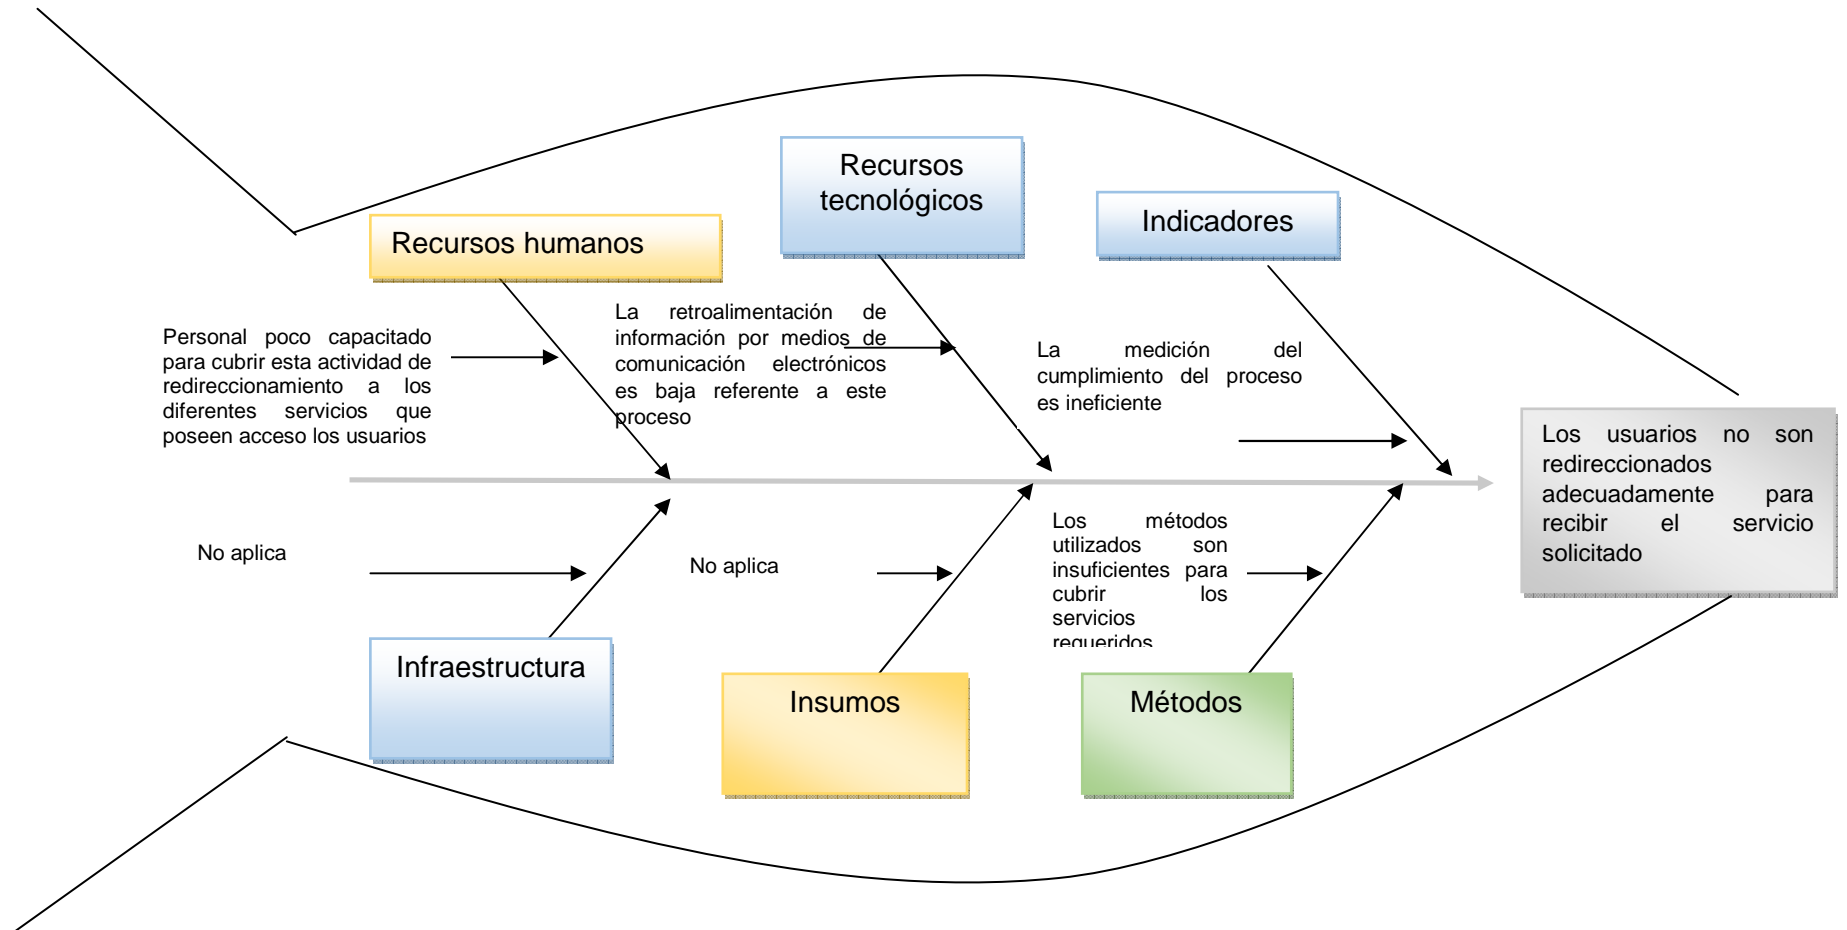 Recursos
tecnológicos
Indicadores
Recursos humanos
Personal poco capacitado
para cubrir esta actividad de
redireccionamiento a los
diferentes servicios que
poseen acceso los usuarios
La retroalimentación de
información por medios de
comunicación electrónicos
es baja referente a este
proceso
La medición del
cumplimiento del proceso
es ineficiente
Los usuarios no son
redireccionados
adecuadamente para
recibir el servicio
solicitado
No aplica
No aplica
Los métodos
utilizados son
insuficientes para
cubrir los
servicios
requeridos
Infraestructura
Insumos
Métodos